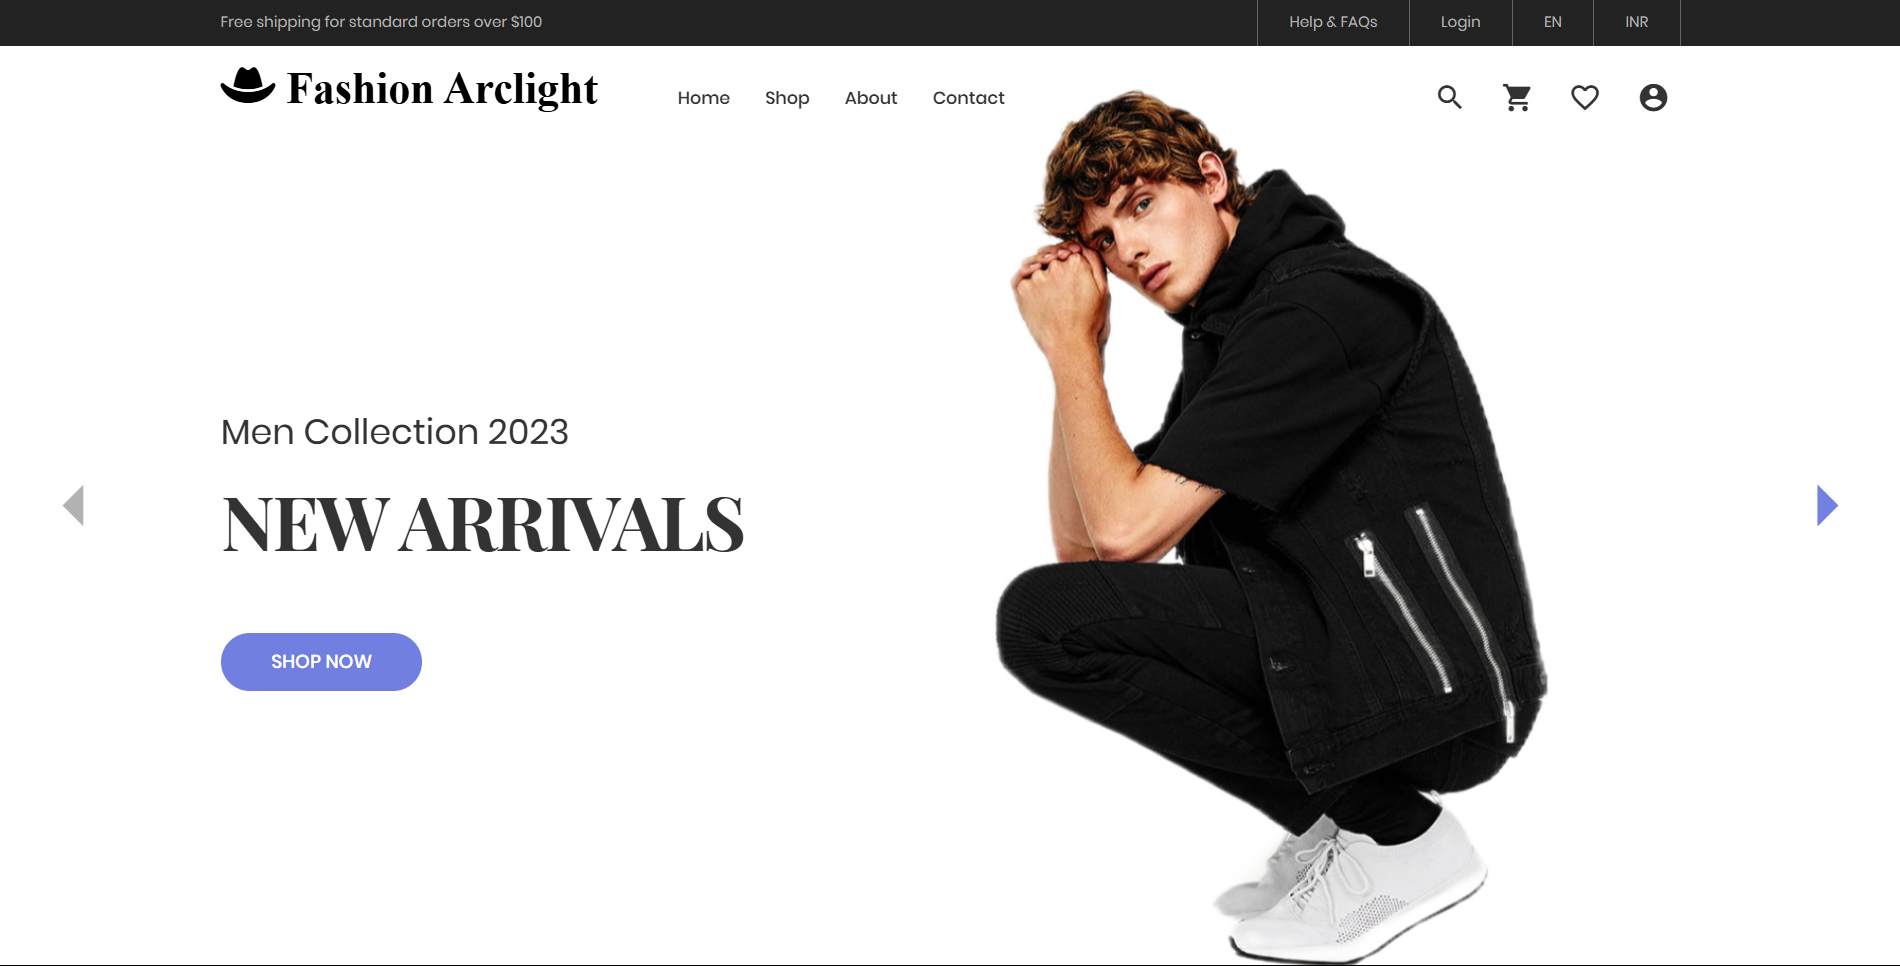 Free shipping for standard orders over $100
Help & FAQs
Login
EN
INR
Fashion Arclight
Home
Shop
About
Contact
Men Collection 2023
NEW ARRIVALS
SHOP NOW